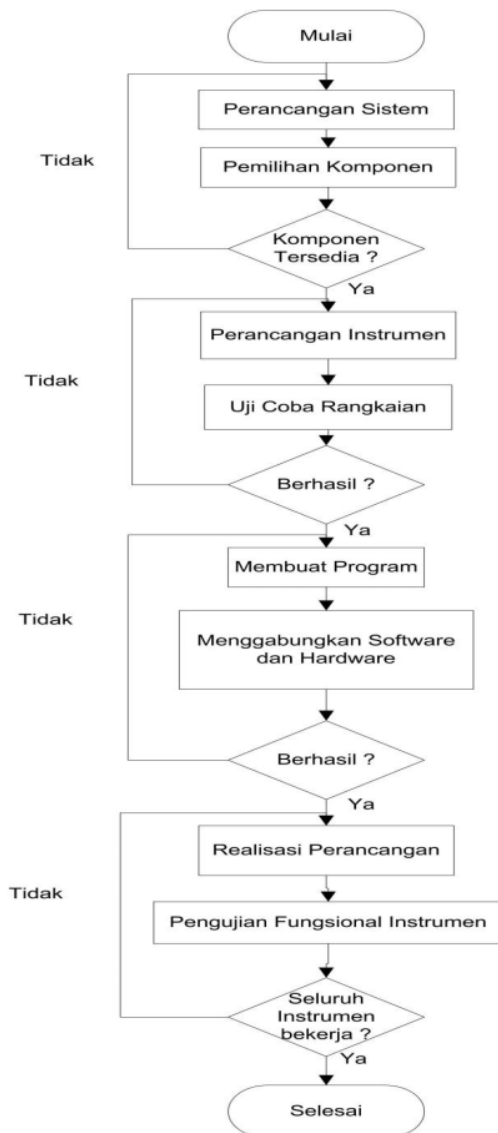 Mulai
Perancangan Sistem
Tidak
Pemilihan Komponen
Komponen
Tersedia ?
Ya
Perancangan Instrumen
Tidak
Uji Coba Rangkaian
Berhasil ?
Ya
Membuat Program
Tidak
Menggabungkan Software
dan Hardware
Berhasil ?
Ya
Realisasi Perancangan
Tidak
Pengujian Fungsional Instrumen
Seluruh
Instrumen
bekerja ?
Ya
Selesai